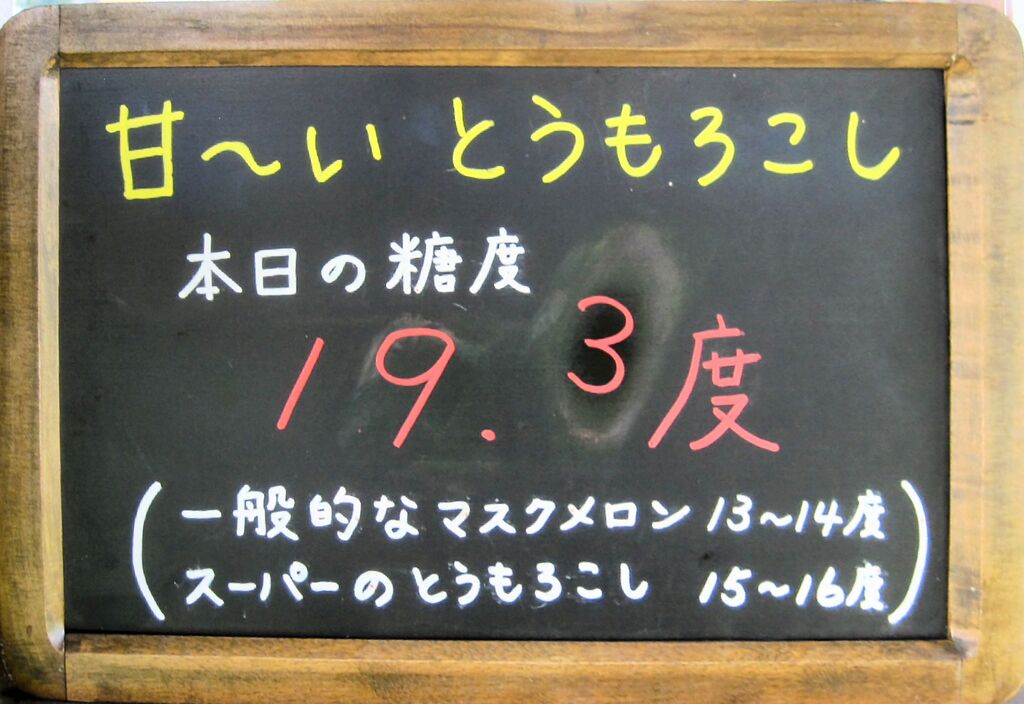 甘～い とうもろこし
本日の糖度
19.3度
(一般的なマスクメロン 13～14度
スーパーのとうもろこし 15～16度)